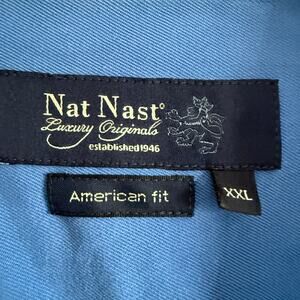 Nat Nast®
Luxury Originals
established1946
American fit
XXL